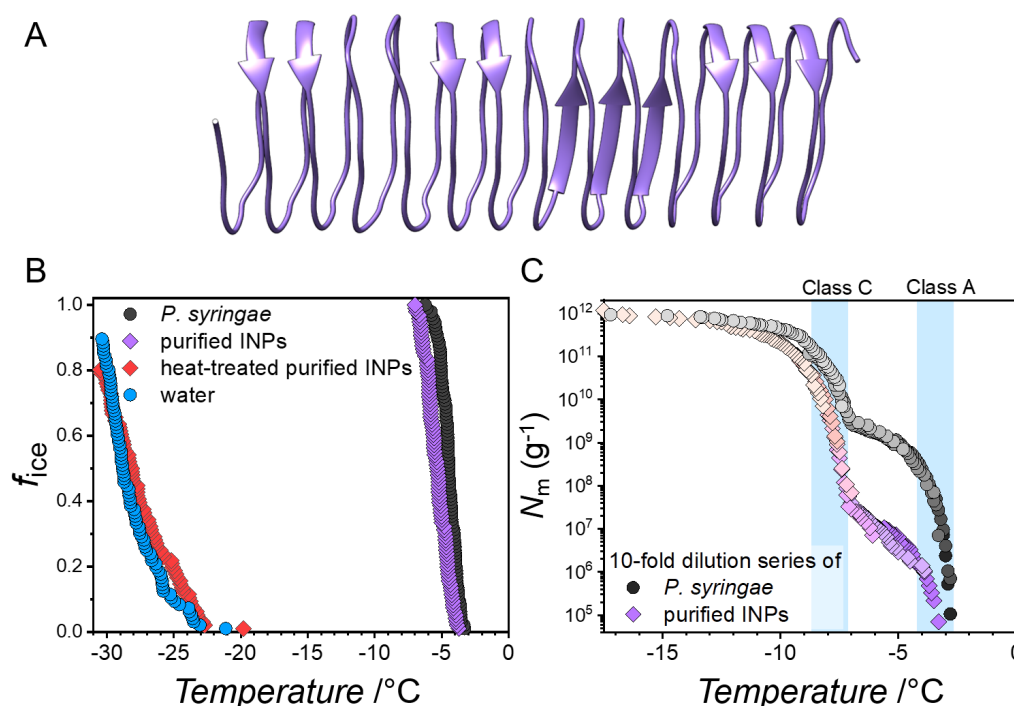 A
B
C
Class C
Class A
1.0
0.8
0.6
0.4
0.2
0.0
f_ice
P. syringae
purified INPs
heat-treated purified INPs
water
-30
-20
-15
-10
-5
0
Temperature /°C
10^12
10^11
10^10
10^9
10^8
10^7
10^6
10^5
N_m (g^-1)
10-fold dilution series of
P. syringae
purified INPs
-15
-10
-5
0
Temperature /°C